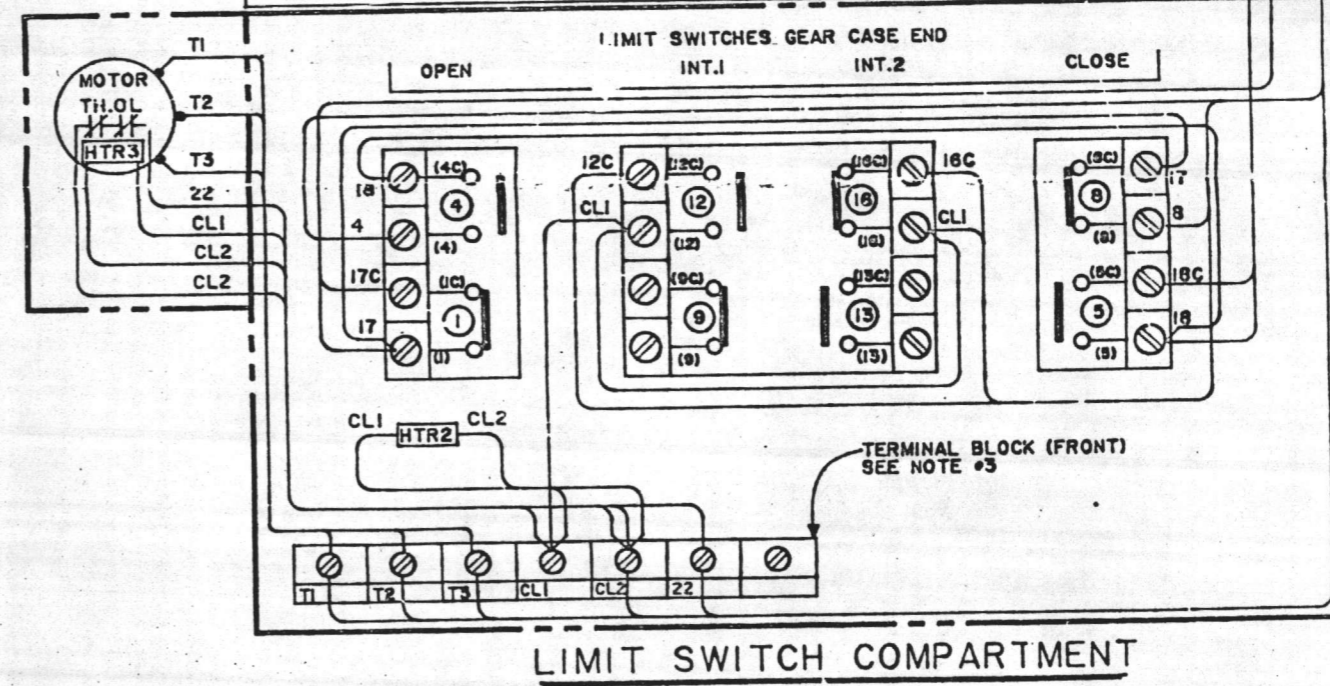 LIMIT SWITCHES GEAR CASE END
OPEN INT.1 INT.2 CLOSE
T1
MOTOR
TH.OL
T2
HTR3
T3
22
CL1
CL2
CL2
18 (4C)
4
4 (4)
17C (1C)
1
17 (1)
12C (12C)
12
CL1 (12)
(9C)
9
(9)
(16C) 16C
16
(16) CL1
(13C)
13
(13)
(8C) 17
8
(8) 8
(5C) 18C
5
(5) 18
CL1 HTR2 CL2
TERMINAL BLOCK (FRONT)
SEE NOTE #3
T1 T2 T3 CL1 CL2 22
LIMIT SWITCH COMPARTMENT